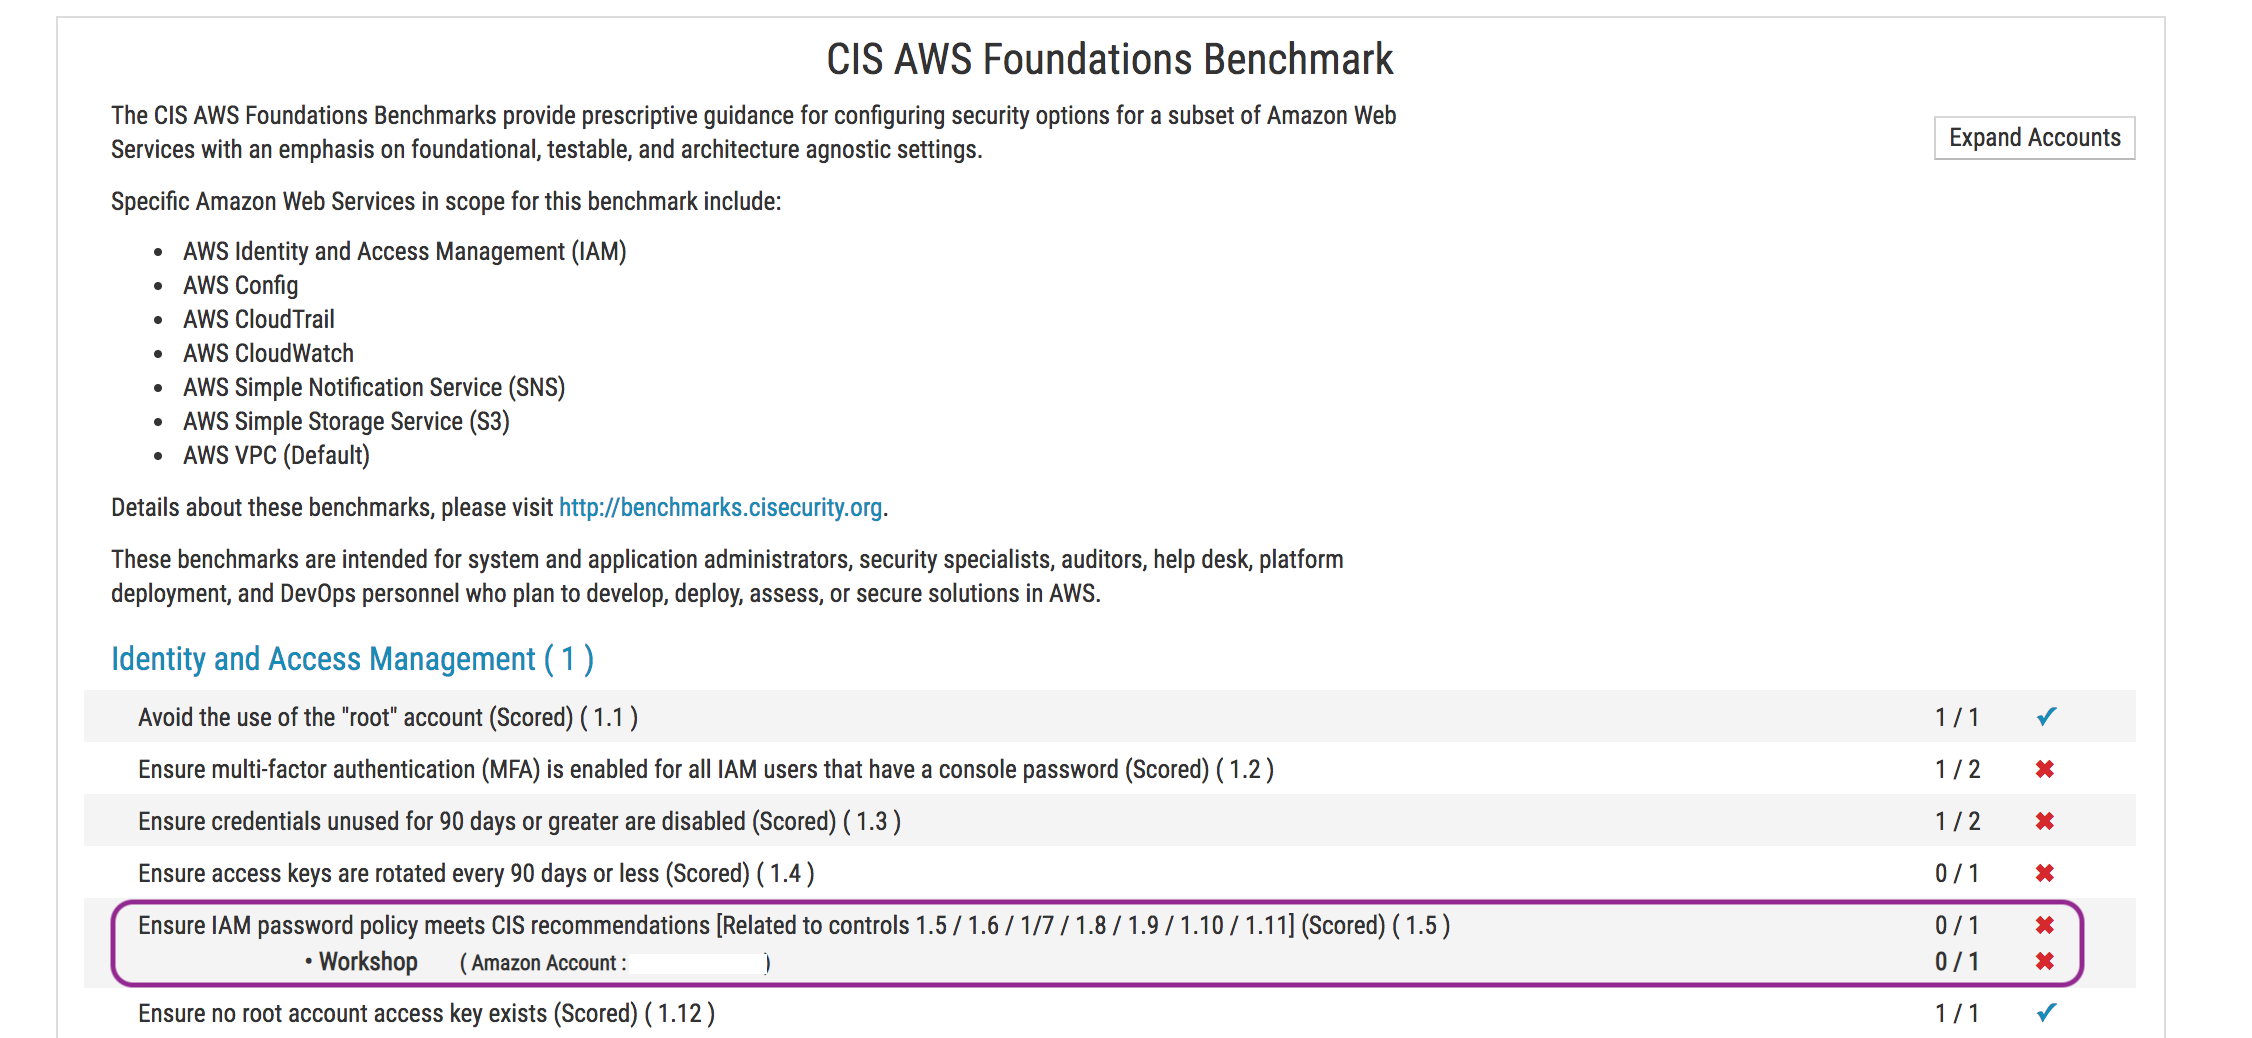 CIS AWS Foundations Benchmark
The CIS AWS Foundations Benchmarks provide prescriptive guidance for configuring security options for a subset of Amazon Web
Services with an emphasis on foundational, testable, and architecture agnostic settings.
Expand Accounts
Specific Amazon Web Services in scope for this benchmark include:
• AWS Identity and Access Management (IAM)
• AWS Config
• AWS CloudTrail
• AWS CloudWatch
• AWS Simple Notification Service (SNS)
• AWS Simple Storage Service (S3)
• AWS VPC (Default)
Details about these benchmarks, please visit http://benchmarks.cisecurity.org.
These benchmarks are intended for system and application administrators, security specialists, auditors, help desk, platform
deployment, and DevOps personnel who plan to develop, deploy, assess, or secure solutions in AWS.
Identity and Access Management ( 1 )
Avoid the use of the "root" account (Scored) ( 1.1 ) 1 / 1 ✔
Ensure multi-factor authentication (MFA) is enabled for all IAM users that have a console password (Scored) ( 1.2 ) 1 / 2 ✖
Ensure credentials unused for 90 days or greater are disabled (Scored) ( 1.3 ) 1 / 2 ✖
Ensure access keys are rotated every 90 days or less (Scored) ( 1.4 ) 0 / 1 ✖
Ensure IAM password policy meets CIS recommendations [Related to controls 1.5 / 1.6 / 1/7 / 1.8 / 1.9 / 1.10 / 1.11] (Scored) ( 1.5 ) 0 / 1 ✖
• Workshop ( Amazon Account : ) 0 / 1 ✖
Ensure no root account access key exists (Scored) ( 1.12 ) 1 / 1 ✔